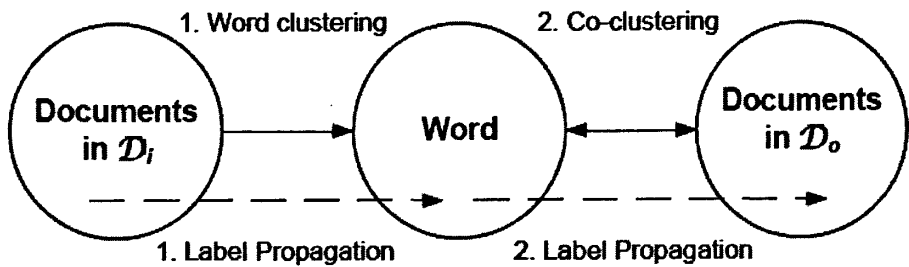 1. Word clustering
2. Co-clustering
Documents
in 𝒟ᵢ
Word
Documents
in 𝒟ₒ
1. Label Propagation
2. Label Propagation